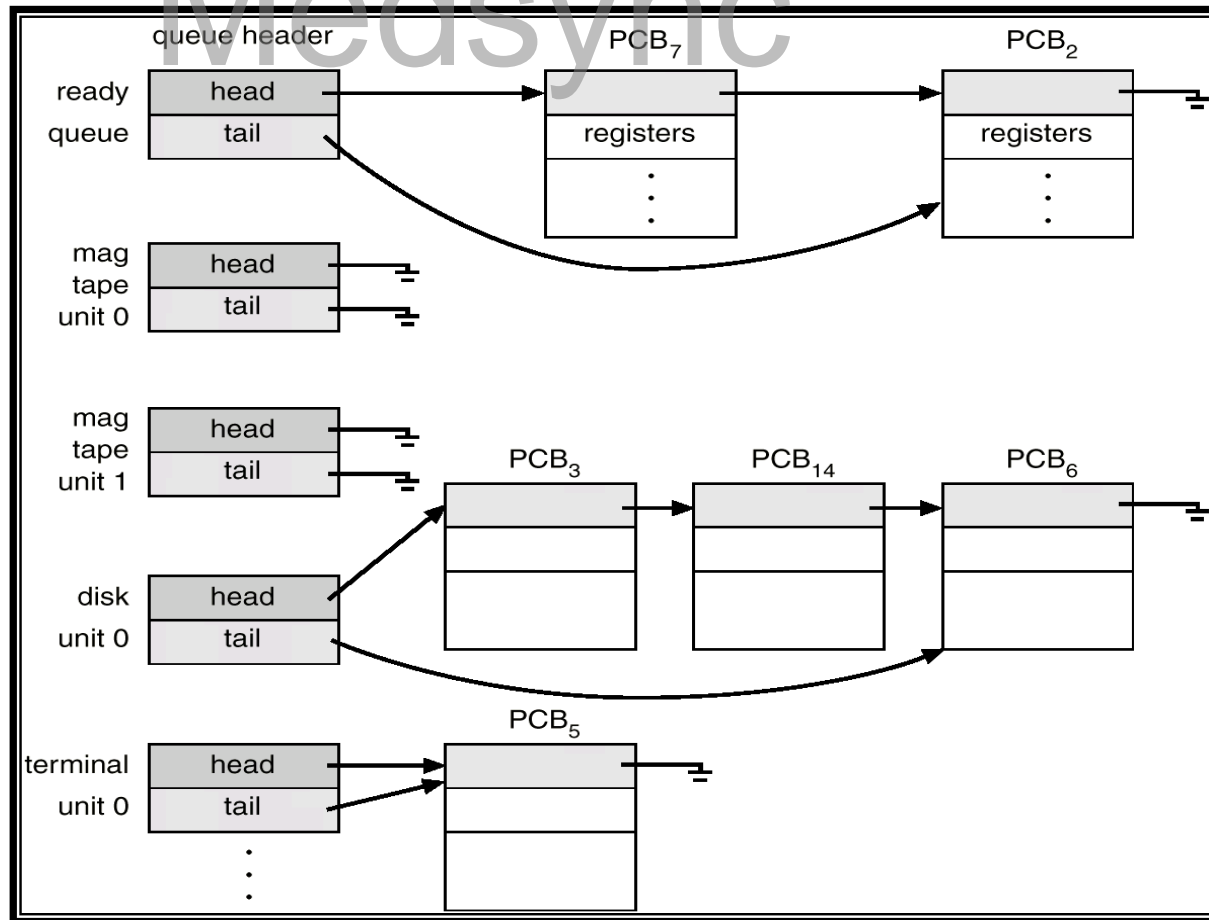 Medsync
queue header PCB7 PCB2
ready head
queue tail registers registers
mag
tape
unit 0
head
tail
mag
tape
unit 1
head
tail
PCB3 PCB14 PCB6
disk head
unit 0 tail
PCB5
terminal head
unit 0 tail